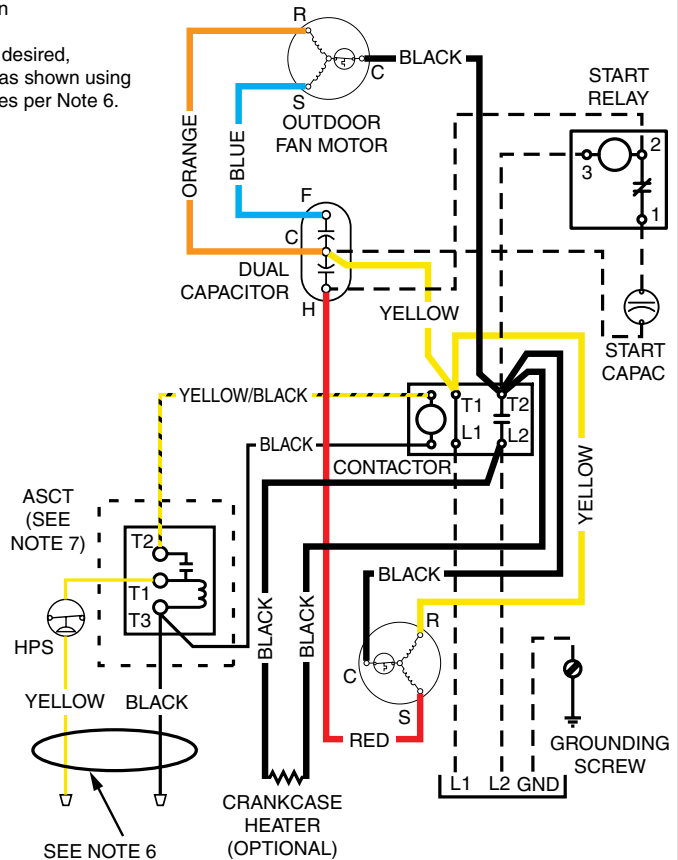 n
desired,
as shown using
es per Note 6.
R
C
BLACK
S
OUTDOOR
FAN MOTOR
START
RELAY
2
3
1
ORANGE
BLUE
F
C
DUAL
CAPACITOR
H
YELLOW
START
CAPAC
YELLOW/BLACK
T1
T2
L1
L2
BLACK
CONTACTOR
YELLOW
ASCT
(SEE
NOTE 7)
T2
T1
T3
HPS
BLACK
BLACK
BLACK
R
C
S
YELLOW
BLACK
RED
GROUNDING
SCREW
L1
L2
GND
CRANKCASE
HEATER
(OPTIONAL)
SEE NOTE 6